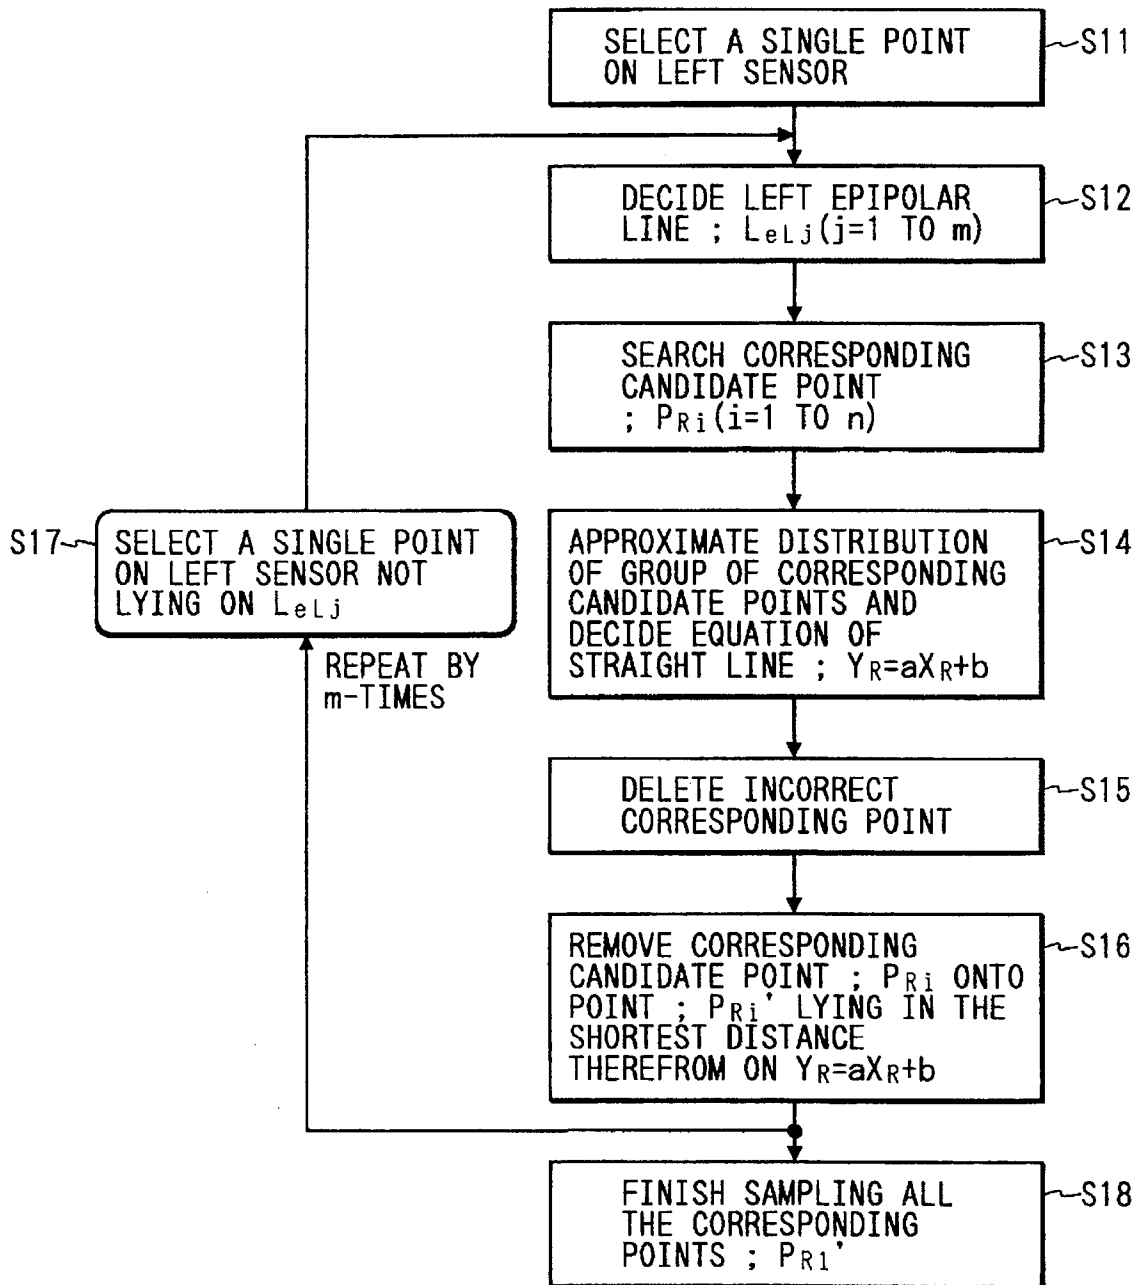 SELECT A SINGLE POINT
ON LEFT SENSOR
S11
DECIDE LEFT EPIPOLAR
LINE ; LeLj(j=1 TO m)
S12
SEARCH CORRESPONDING
CANDIDATE POINT
; PRi(i=1 TO n)
S13
APPROXIMATE DISTRIBUTION
OF GROUP OF CORRESPONDING
CANDIDATE POINTS AND
DECIDE EQUATION OF
STRAIGHT LINE ; YR=aXR+b
S14
S17
SELECT A SINGLE POINT
ON LEFT SENSOR NOT
LYING ON LeLj
REPEAT BY
m-TIMES
DELETE INCORRECT
CORRESPONDING POINT
S15
REMOVE CORRESPONDING
CANDIDATE POINT ; PRi ONTO
POINT ; PRi' LYING IN THE
SHORTEST DISTANCE
THEREFROM ON YR=aXR+b
S16
FINISH SAMPLING ALL
THE CORRESPONDING
POINTS ; PR1'
S18